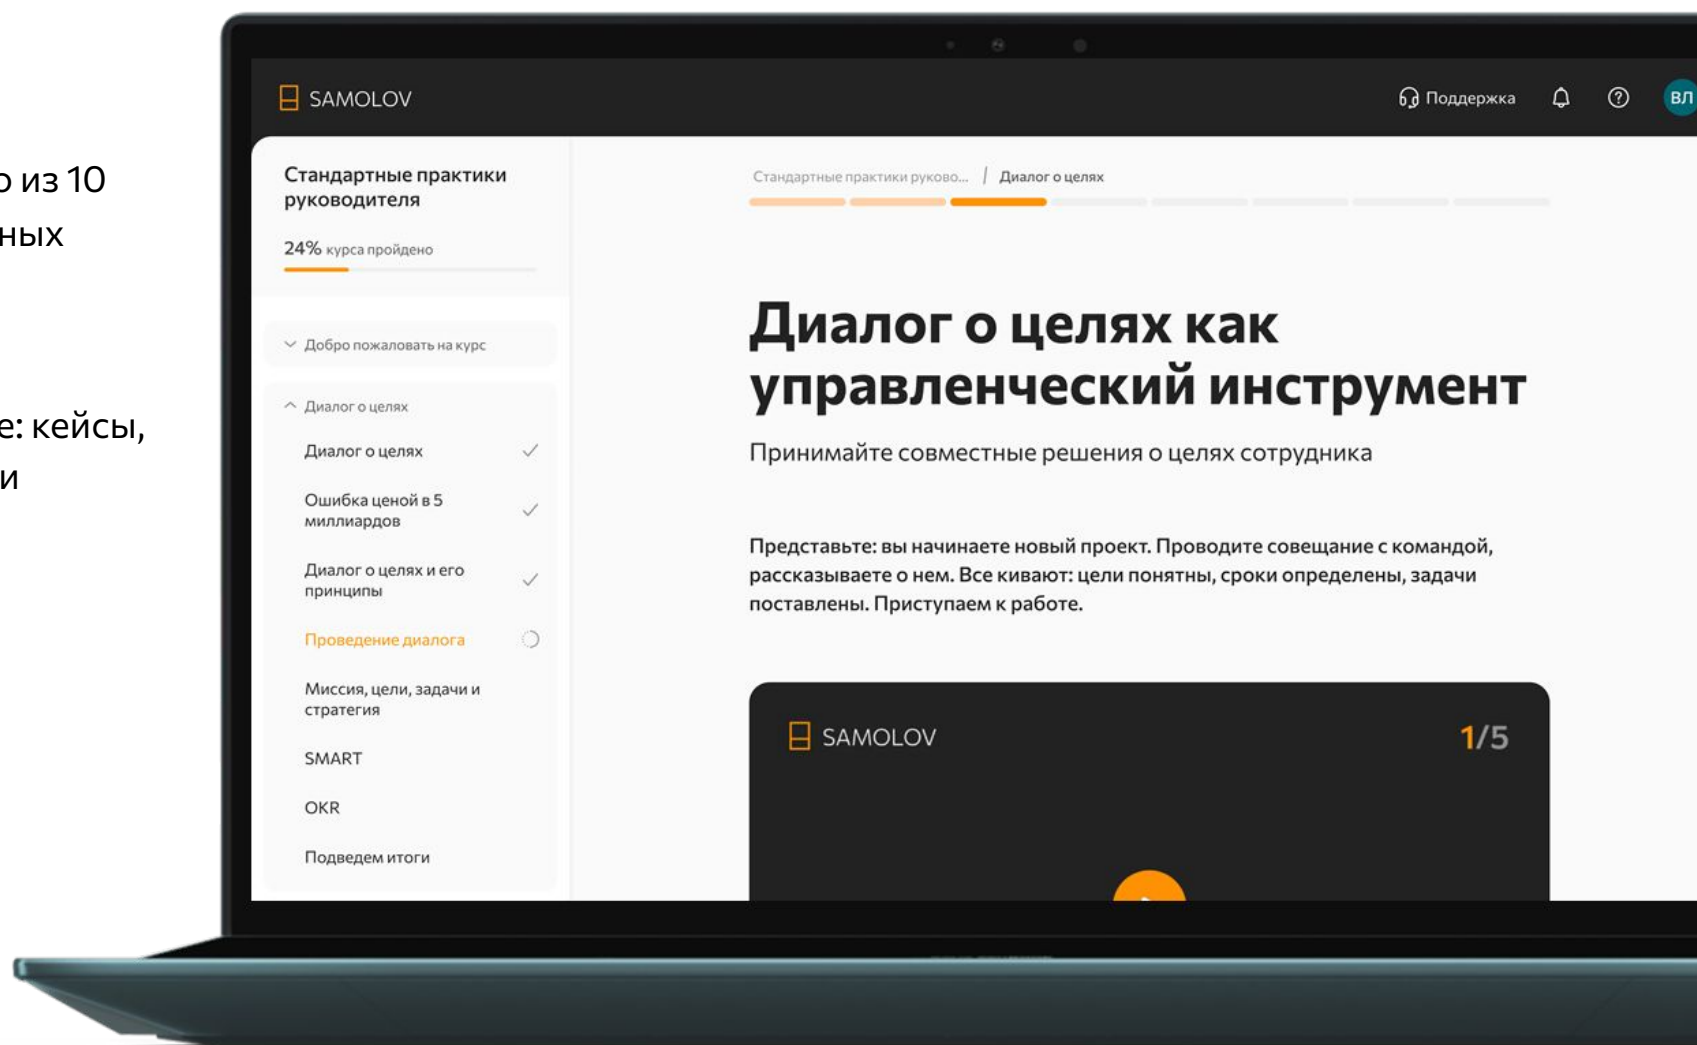 из 10
ных
е: кейсы,
и
SAMOLOV
Поддержка
ВЛ
Стандартные практики
руководителя
24% курса пройдено
Добро пожаловать на курс
Диалог о целях
Диалог о целях
Ошибка ценой в 5
миллиардов
Диалог о целях и его
принципы
Проведение диалога
Миссия, цели, задачи и
стратегия
SMART
OKR
Подведем итоги
Стандартные практики руково... / Диалог о целях
Диалог о целях как
управленческий инструмент
Принимайте совместные решения о целях сотрудника
Представьте: вы начинаете новый проект. Проводите совещание с командой,
рассказываете о нем. Все кивают: цели понятны, сроки определены, задачи
поставлены. Приступаем к работе.
SAMOLOV
1/5